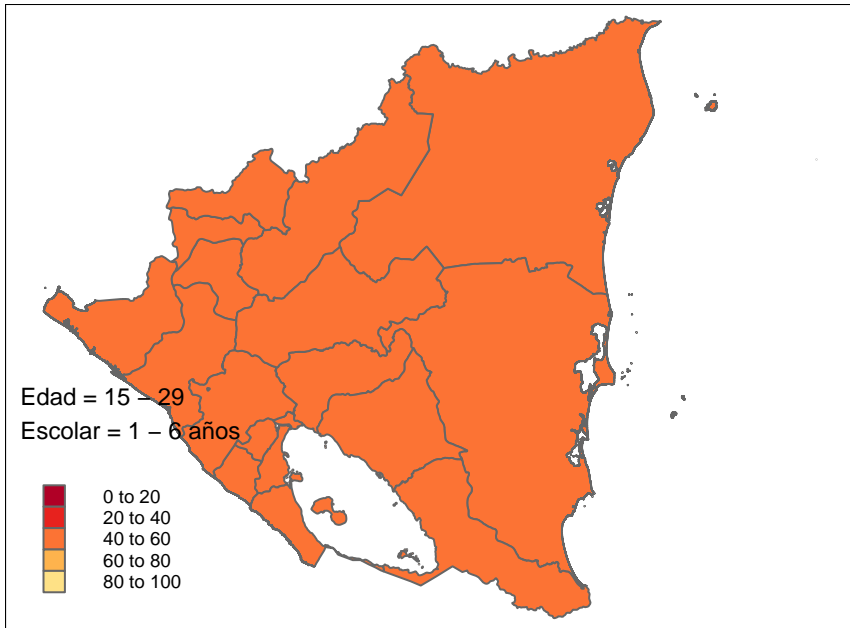 Edad = 15 – 29
Escolar = 1 – 6 años
0 to 20
20 to 40
40 to 60
60 to 80
80 to 100